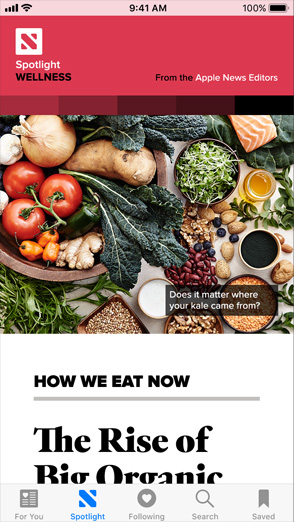 9:41 AM
100%
Spotlight
WELLNESS
From the Apple News Editors
Does it matter where
your kale came from?
HOW WE EAT NOW
The Rise of
Big Organic
For You
Spotlight
Following
Search
Saved